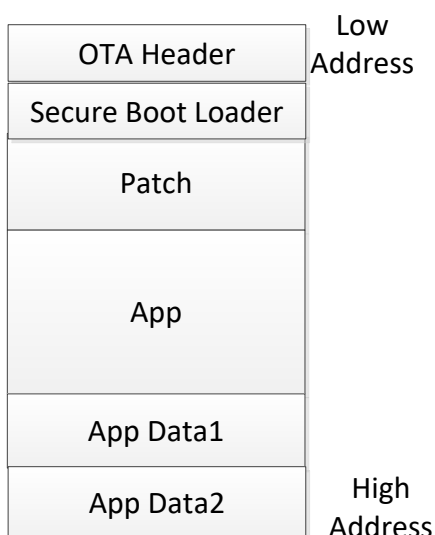 Low
Address
OTA Header
Secure Boot Loader
Patch
App
App Data1
App Data2
High
Address